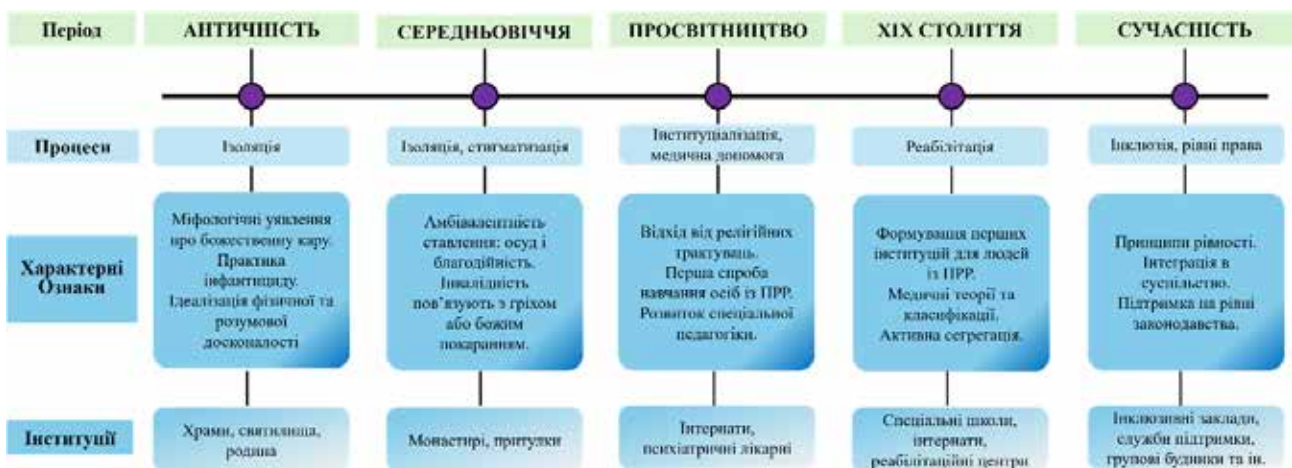 Період
АНТИЧНІСТЬ
СЕРЕДНЬОВІЧЧЯ
ПРОСВІТНИЦТВО
ХІХ СТОЛІТТЯ
СУЧАСНІСТЬ
Процеси
Ізоляція
Ізоляція, стигматизація
Інституціалізація,
медична допомога
Реабілітація
Інклюзія, рівні права
Характерні
Ознаки
Міфологічні уявлення
про божественну кару.
Практика
інфантициду.
Ідеалізація фізичної та
розумової
досконалості
Амбівалентність
ставлення: осуд і
благодійність.
Інвалідність
пов’язують з гріхом
або божим
покаранням.
Відхід від релігійних
трактувань.
Перша спроба
навчання осіб із ПРР.
Розвиток спеціальної
педагогіки.
Формування перших
інституцій для людей
із ПРР.
Медичні теорії та
класифікації.
Активна сегрегація.
Принципи рівності.
Інтеграція в
суспільство.
Підтримка на рівні
законодавства.
Інституції
Храми, святилища,
родина
Монастирі, притулки
Інтернати,
психіатричні лікарні
Спеціальні школи,
інтернати,
реабілітаційні центри
Інклюзивні заклади,
служби підтримки,
групові будинки та ін.